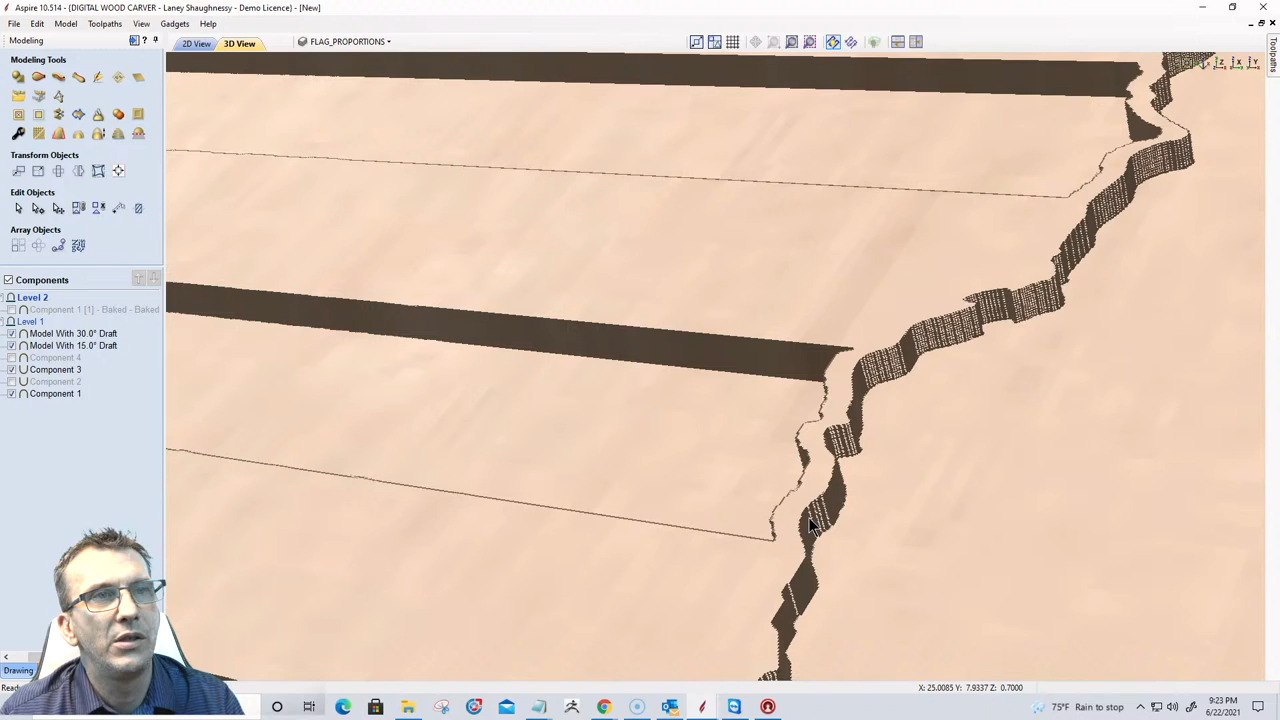 Aspire 10.514 - (DIGITAL WOOD CARVER - Laney Shaughnessy - Demo Licence) - [New]
File Edit Model Toolpaths View Gadgets Help
Modeling
2D View 3D View FLAG_PROPORTIONS
Toolpaths
Modeling Tools
Transform Objects
Edit Objects
Array Objects
Components
Level 2
Component 1 [1] - Baked - Baked
Level 1
Model With 30.0° Draft
Model With 15.0° Draft
Component 4
Component 3
Component 2
Component 1
Drawing
X: 25.0085 Y: 7.9337 Z: 0.7000
75°F Rain to stop
9:23 PM
6/22/2021